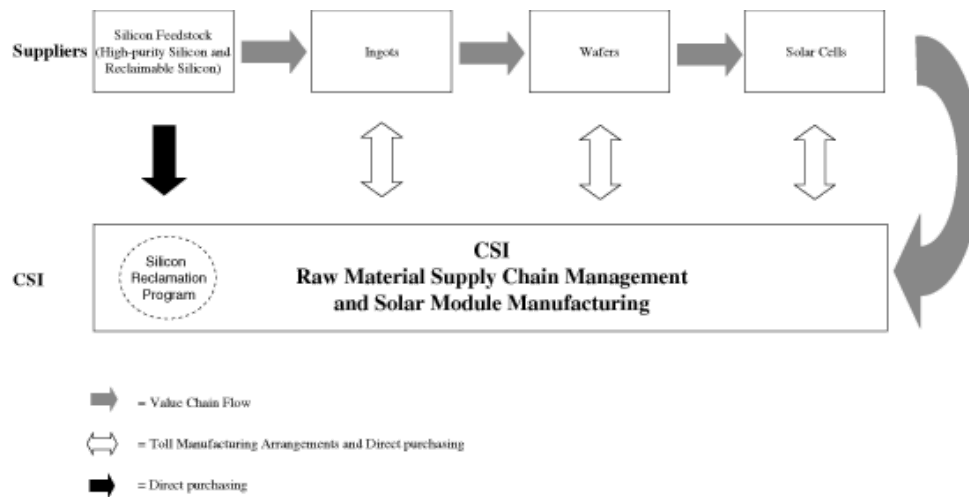 Suppliers
Silicon Feedstock
(High-purity Silicon and
Reclaimable Silicon)
Ingots
Wafers
Solar Cells
CSI
Silicon
Reclamation
Program
CSI
Raw Material Supply Chain Management
and Solar Module Manufacturing
= Value Chain Flow
= Toll Manufacturing Arrangements and Direct purchasing
= Direct purchasing